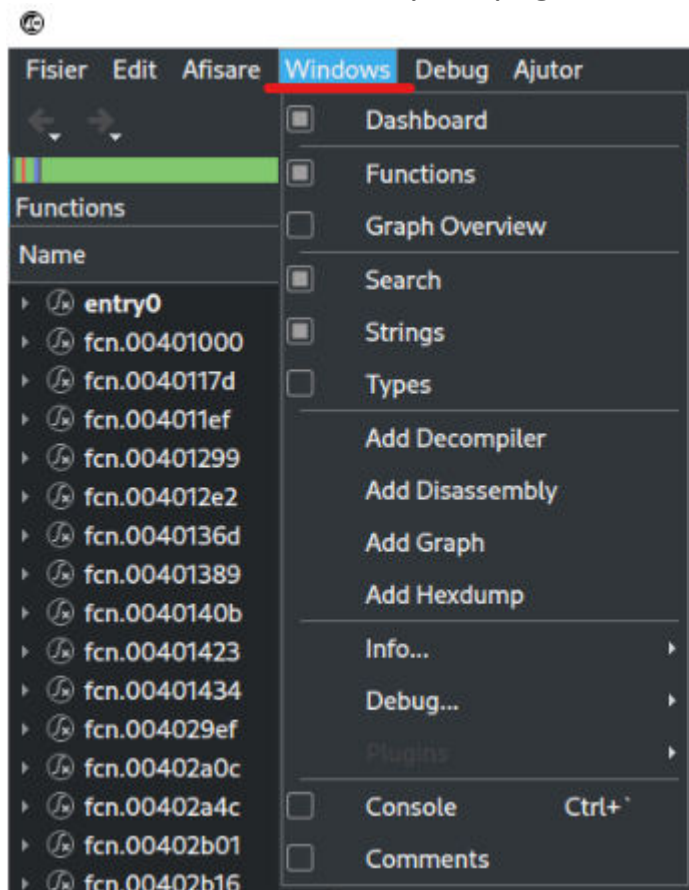 Fisier Edit Afisare Windows Debug Ajutor
Dashboard
Functions
Graph Overview
Search
Strings
Types
Add Decompiler
Add Disassembly
Add Graph
Add Hexdump
Info...
Debug...
Plugins
Console Ctrl+`
Comments
Functions
Name
entry0
fcn.00401000
fcn.0040117d
fcn.004011ef
fcn.00401299
fcn.004012e2
fcn.0040136d
fcn.00401389
fcn.0040140b
fcn.00401423
fcn.00401434
fcn.004029ef
fcn.00402a0c
fcn.00402a4c
fcn.00402b01
fcn.00402b16